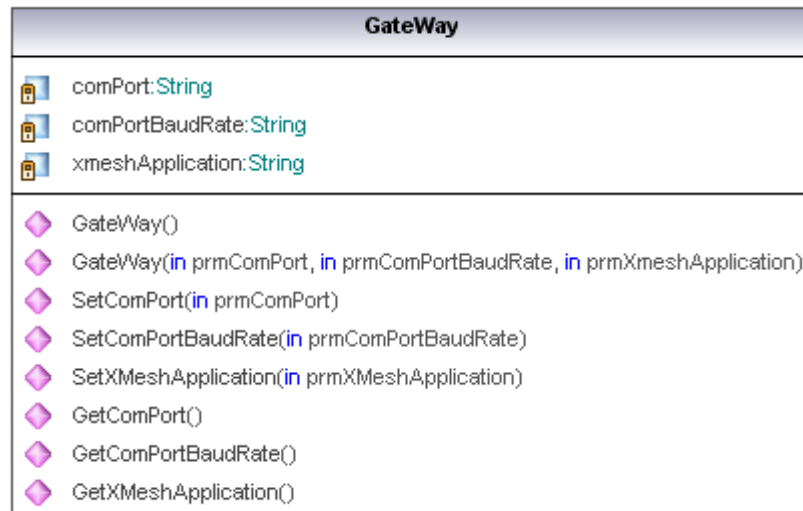 GateWay
comPort:String
comPortBaudRate:String
xmeshApplication:String
GateWay()
GateWay(in prmComPort, in prmComPortBaudRate, in prmXmeshApplication)
SetComPort(in prmComPort)
SetComPortBaudRate(in prmComPortBaudRate)
SetXMeshApplication(in prmXMeshApplication)
GetComPort()
GetComPortBaudRate()
GetXMeshApplication()